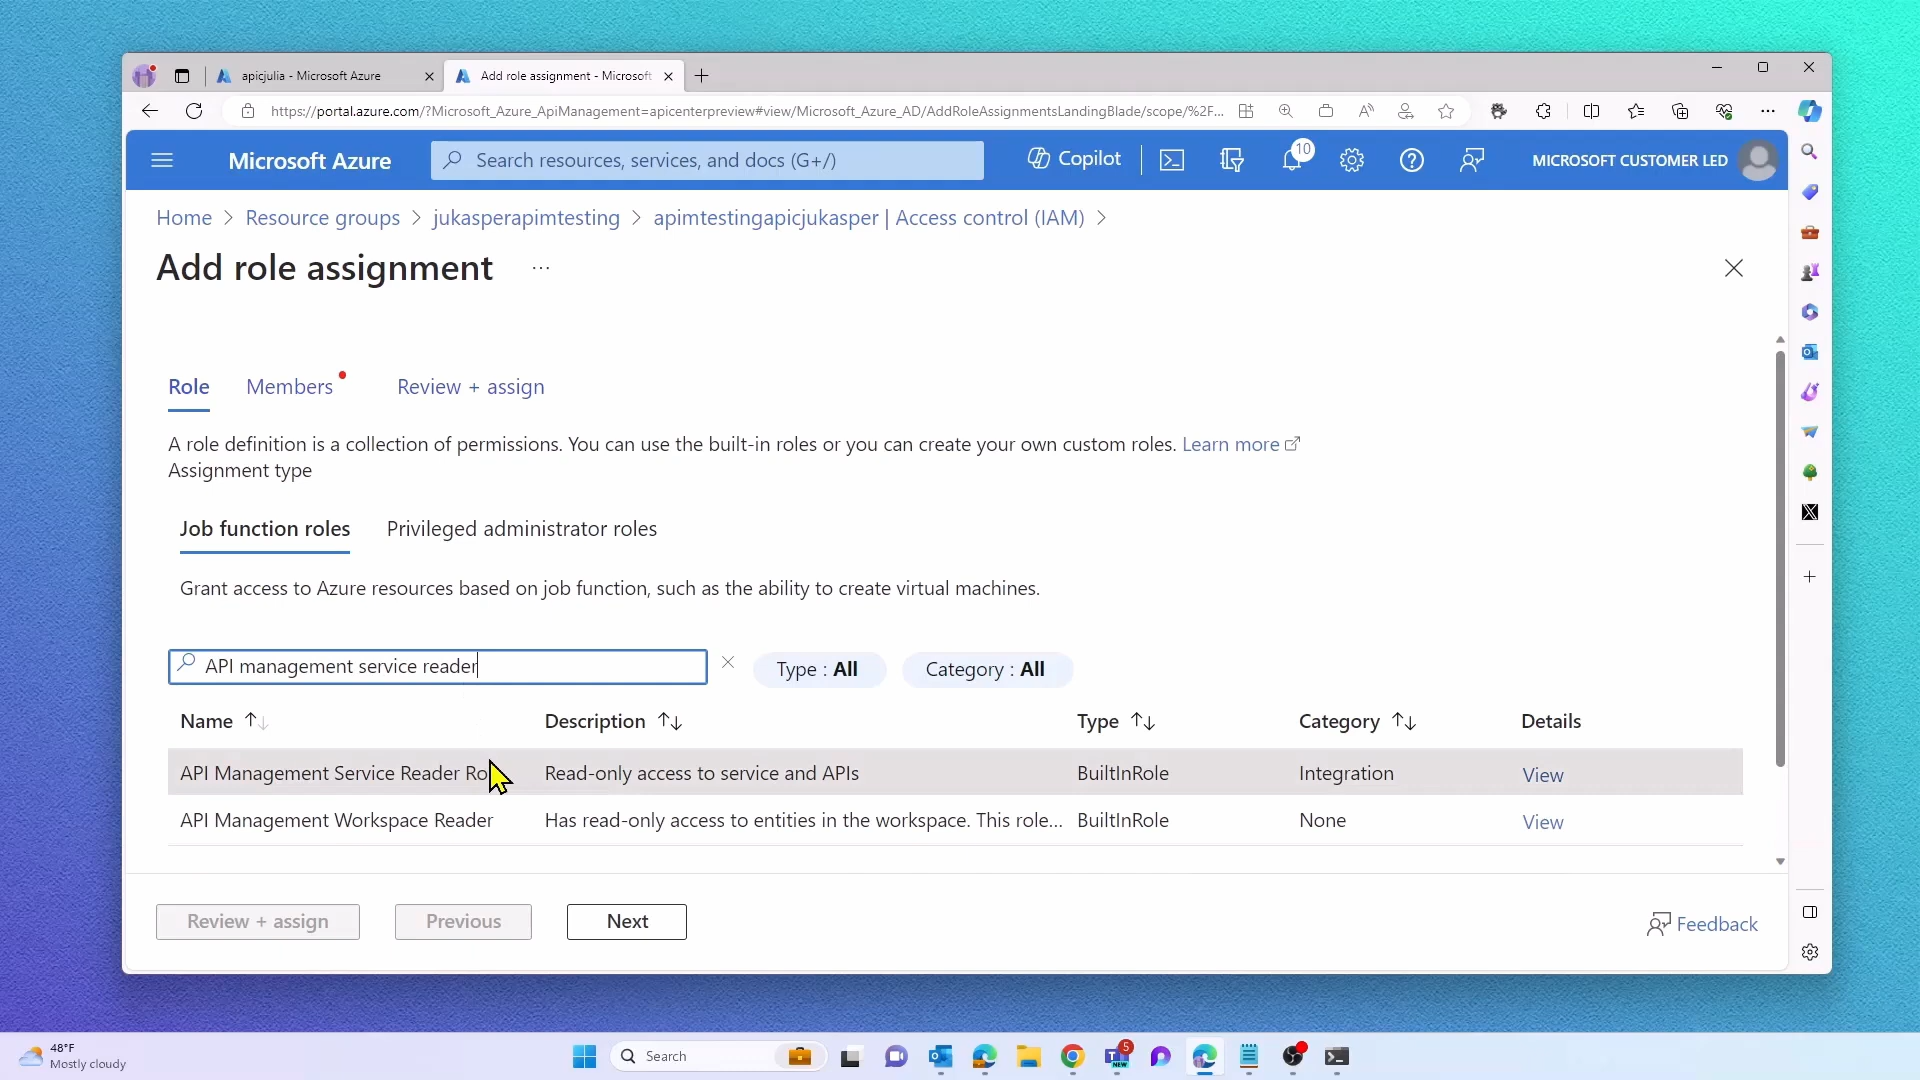 apicjulia - Microsoft Azure
Add role assignment - Microsoft
https://portal.azure.com/?Microsoft_Azure_ApiManagement=apicenterpreview#view/Microsoft_Azure_AD/AddRoleAssignmentsLandingBlade/scope/%2F...
Microsoft Azure
Search resources, services, and docs (G+/)
Copilot
10
MICROSOFT CUSTOMER LED
Home > Resource groups > jukasperapimtesting > apimtestingapicjukasper | Access control (IAM) >
Add role assignment ...
Role Members Review + assign
A role definition is a collection of permissions. You can use the built-in roles or you can create your own custom roles. Learn more
Assignment type
Job function roles Privileged administrator roles
Grant access to Azure resources based on job function, such as the ability to create virtual machines.
API management service reader
Type : All
Category : All
Name Description Type Category Details
API Management Service Reader Ro Read-only access to service and APIs BuiltInRole Integration View
API Management Workspace Reader Has read-only access to entities in the workspace. This role... BuiltInRole None View
Review + assign Previous Next
Feedback
48°F
Mostly cloudy
Search
5
NEW